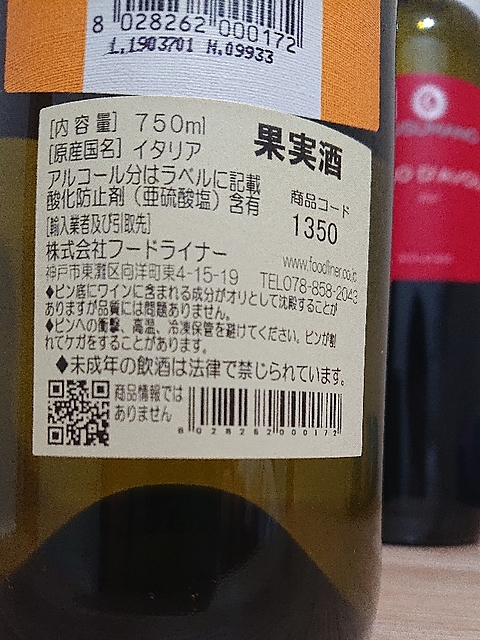 8 028262 000172
L.1903701 H.09933
[内容量] 750ml
果実酒
[原産国名] イタリア
アルコール分はラベルに記載
酸化防止剤(亜硫酸塩)含有
商品コード
1350
[輸入業者及び引取先]
株式会社フードライナー
www.foodliner.co.jp
神戸市東灘区向洋町東4-15-19 TEL078-858-2043
◆ビン底にワインに含まれる成分がオリとして沈殿することが
ありますが品質には問題ありません。
◆ビンへの衝撃、高温、冷凍保管を避けてください。ビンが割
れてケガをすることがあります。
◆未成年の飲酒は法律で禁じられています。
商品情報では
ありません
8 028262 000172